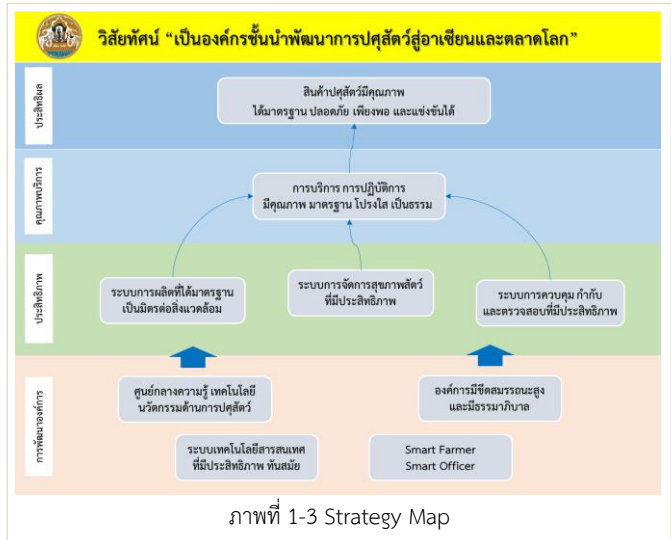 วิสัยทัศน์ “เป็นองค์กรชั้นนำพัฒนาการปศุสัตว์สู่อาเซียนและตลาดโลก”
ประสิทธิผล
สินค้าปศุสัตว์มีคุณภาพ
ได้มาตรฐาน ปลอดภัย เพียงพอ และแข่งขันได้
คุณภาพบริการ
การบริการ การปฏิบัติการ
มีคุณภาพ มาตรฐาน โปร่งใส เป็นธรรม
ประสิทธิภาพ
ระบบการผลิตที่ได้มาตรฐาน
เป็นมิตรต่อสิ่งแวดล้อม
ระบบการจัดการสุขภาพสัตว์
ที่มีประสิทธิภาพ
ระบบการควบคุม กำกับ
และตรวจสอบที่มีประสิทธิภาพ
การพัฒนาองค์การ
ศูนย์กลางความรู้ เทคโนโลยี
นวัตกรรมด้านการปศุสัตว์
องค์การมีขีดสมรรถนะสูง
และมีธรรมาภิบาล
ระบบเทคโนโลยีสารสนเทศ
ที่มีประสิทธิภาพ ทันสมัย
Smart Farmer
Smart Officer
ภาพที่ 1-3 Strategy Map